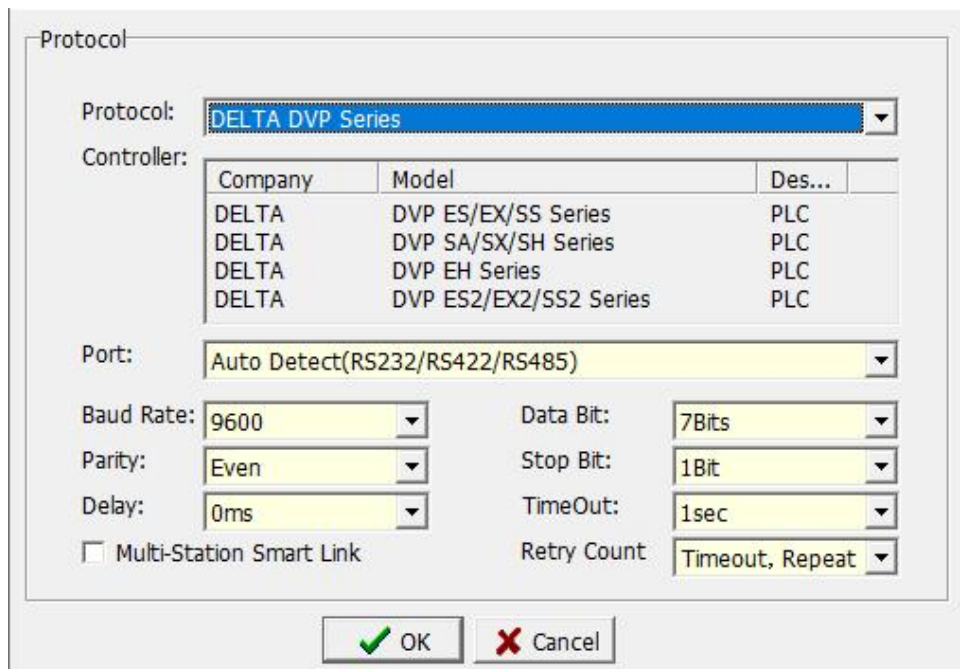 Protocol
Protocol: DELTA DVP Series
Controller:
Company Model Des...
DELTA DVP ES/EX/SS Series PLC
DELTA DVP SA/SX/SH Series PLC
DELTA DVP EH Series PLC
DELTA DVP ES2/EX2/SS2 Series PLC
Port: Auto Detect(RS232/RS422/RS485)
Baud Rate: 9600 Data Bit: 7Bits
Parity: Even Stop Bit: 1Bit
Delay: 0ms TimeOut: 1sec
Multi-Station Smart Link Retry Count Timeout, Repeat
OK Cancel